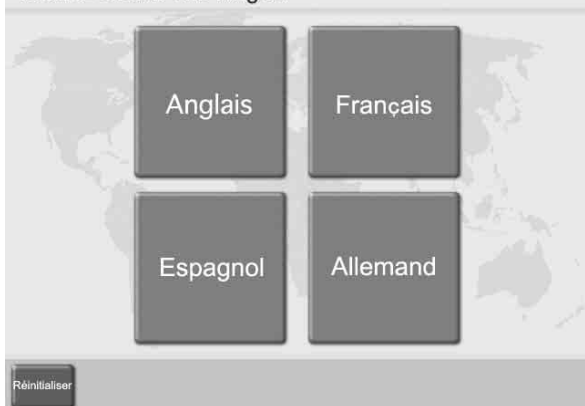 Anglais
Français
Espagnol
Allemand
Réinitialiser